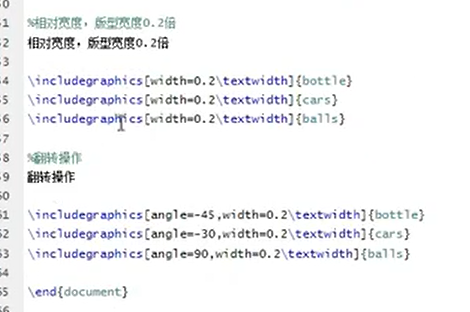 %相对宽度，版型宽度0.2倍
相对宽度，版型宽度0.2倍
\includegraphics[width=0.2\textwidth]{bottle}
\includegraphics[width=0.2\textwidth]{cars}
\includegraphics[width=0.2\textwidth]{balls}
%翻转操作
翻转操作
\includegraphics[angle=-45,width=0.2\textwidth]{bottle}
\includegraphics[angle=-30,width=0.2\textwidth]{cars}
\includegraphics[angle=90,width=0.2\textwidth]{balls}
\end{document}